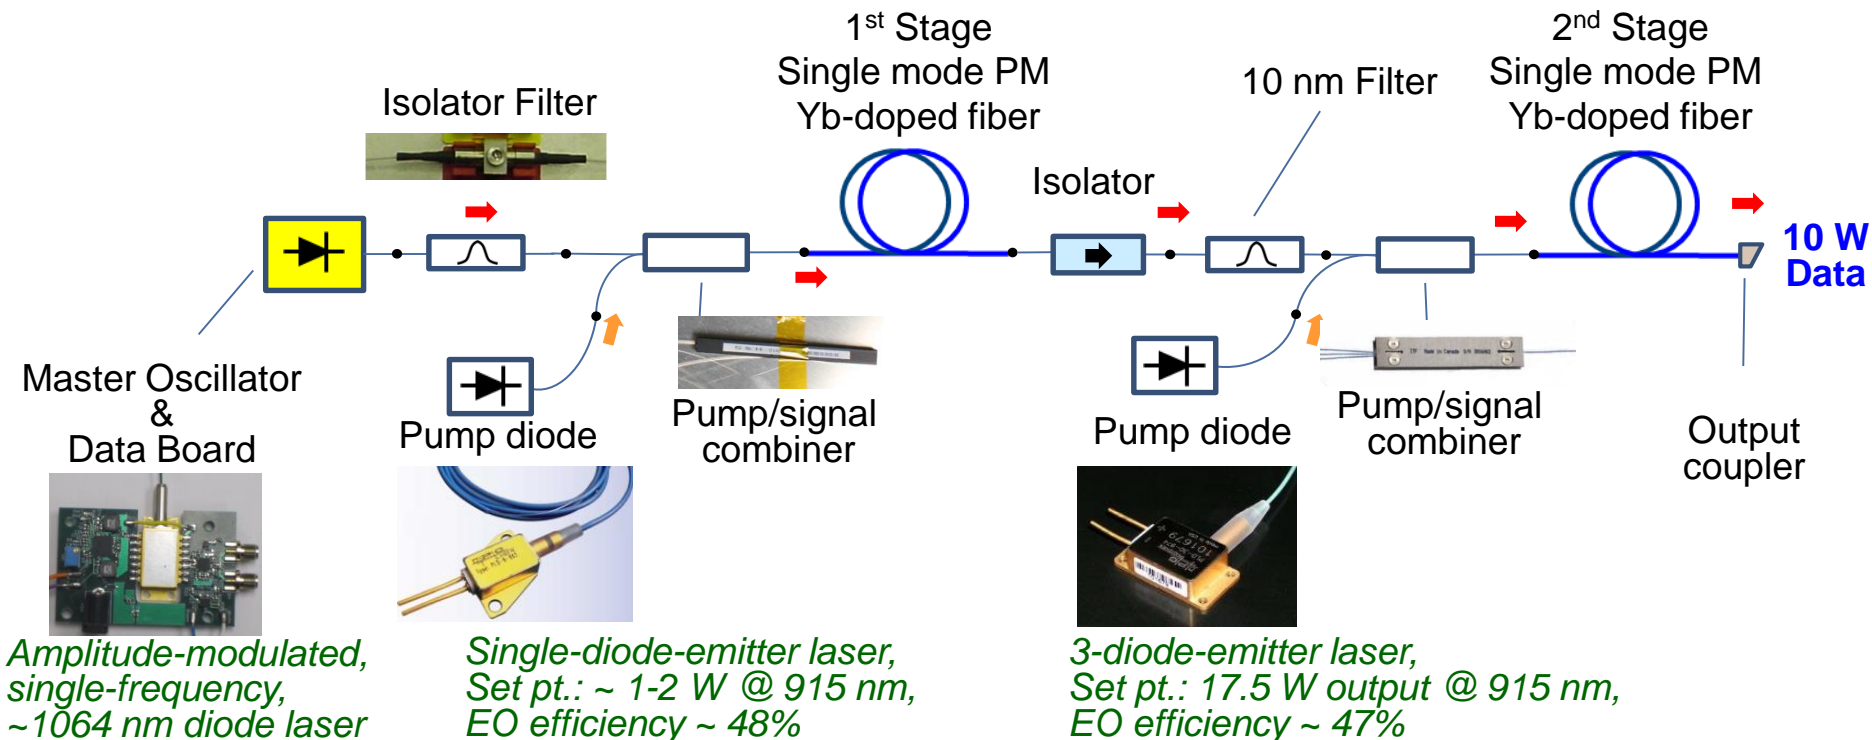 1st Stage
Single mode PM
Yb-doped fiber
2nd Stage
Single mode PM
Yb-doped fiber
Isolator Filter
10 nm Filter
Isolator
10 W
Data
Master Oscillator
&
Data Board
Pump diode
Pump/signal
combiner
Pump diode
Pump/signal
combiner
Output
coupler
Amplitude-modulated,
single-frequency,
~1064 nm diode laser
Single-diode-emitter laser,
Set pt.: ~ 1-2 W @ 915 nm,
EO efficiency ~ 48%
3-diode-emitter laser,
Set pt.: 17.5 W output @ 915 nm,
EO efficiency ~ 47%